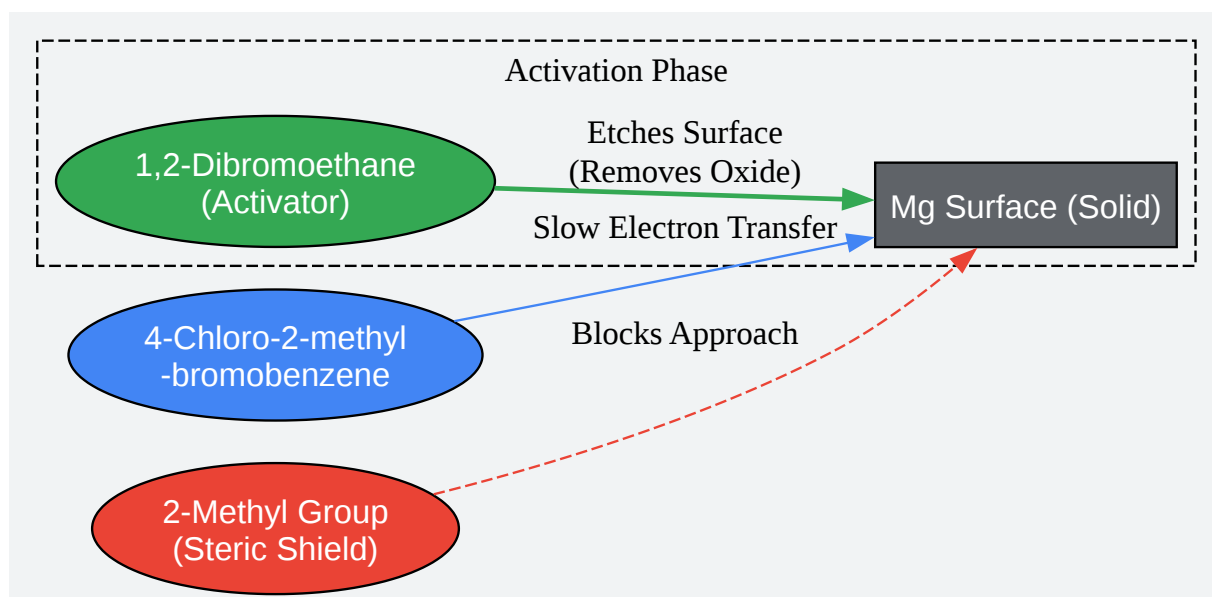 Activation Phase
1,2-Dibromoethane
(Activator)
Etches Surface
(Removes Oxide)
Mg Surface (Solid)
Slow Electron Transfer
4-Chloro-2-methyl
-bromobenzene
Blocks Approach
2-Methyl Group
(Steric Shield)